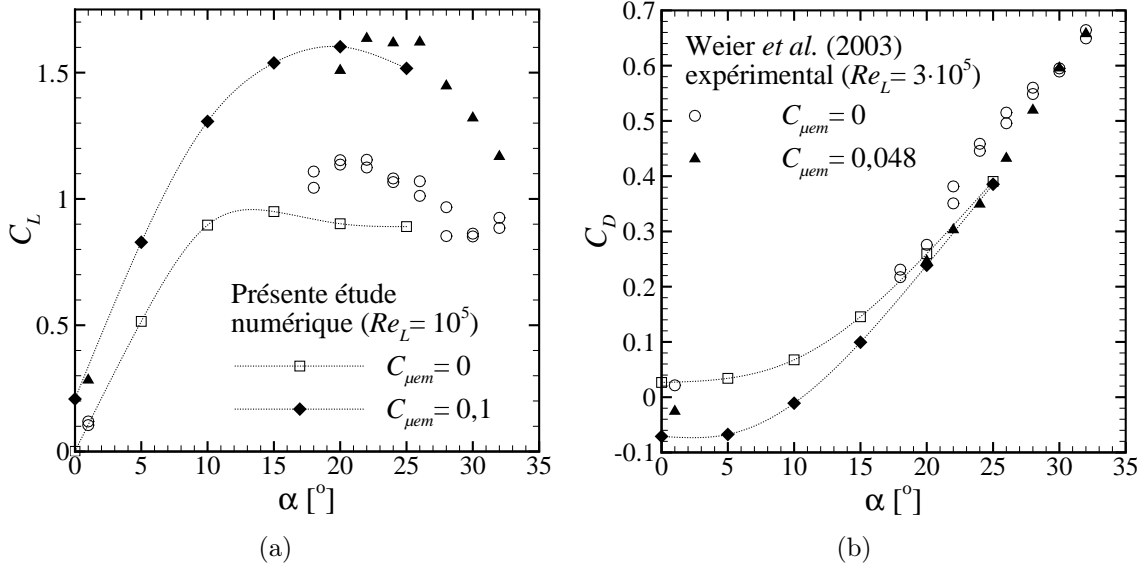 C_L
1.5
1
0.5
0
0 5 10 15 20 25 30 35
α [°]
Présente étude
numérique (Re_L = 10^5)
C_μem = 0
C_μem = 0,1
(a)
C_D
0.7
0.6
0.5
0.4
0.3
0.2
0.1
0
-0.1
0 5 10 15 20 25 30 35
α [°]
Weier et al. (2003)
expérimental (Re_L = 3·10^5)
C_μem = 0
C_μem = 0,048
(b)